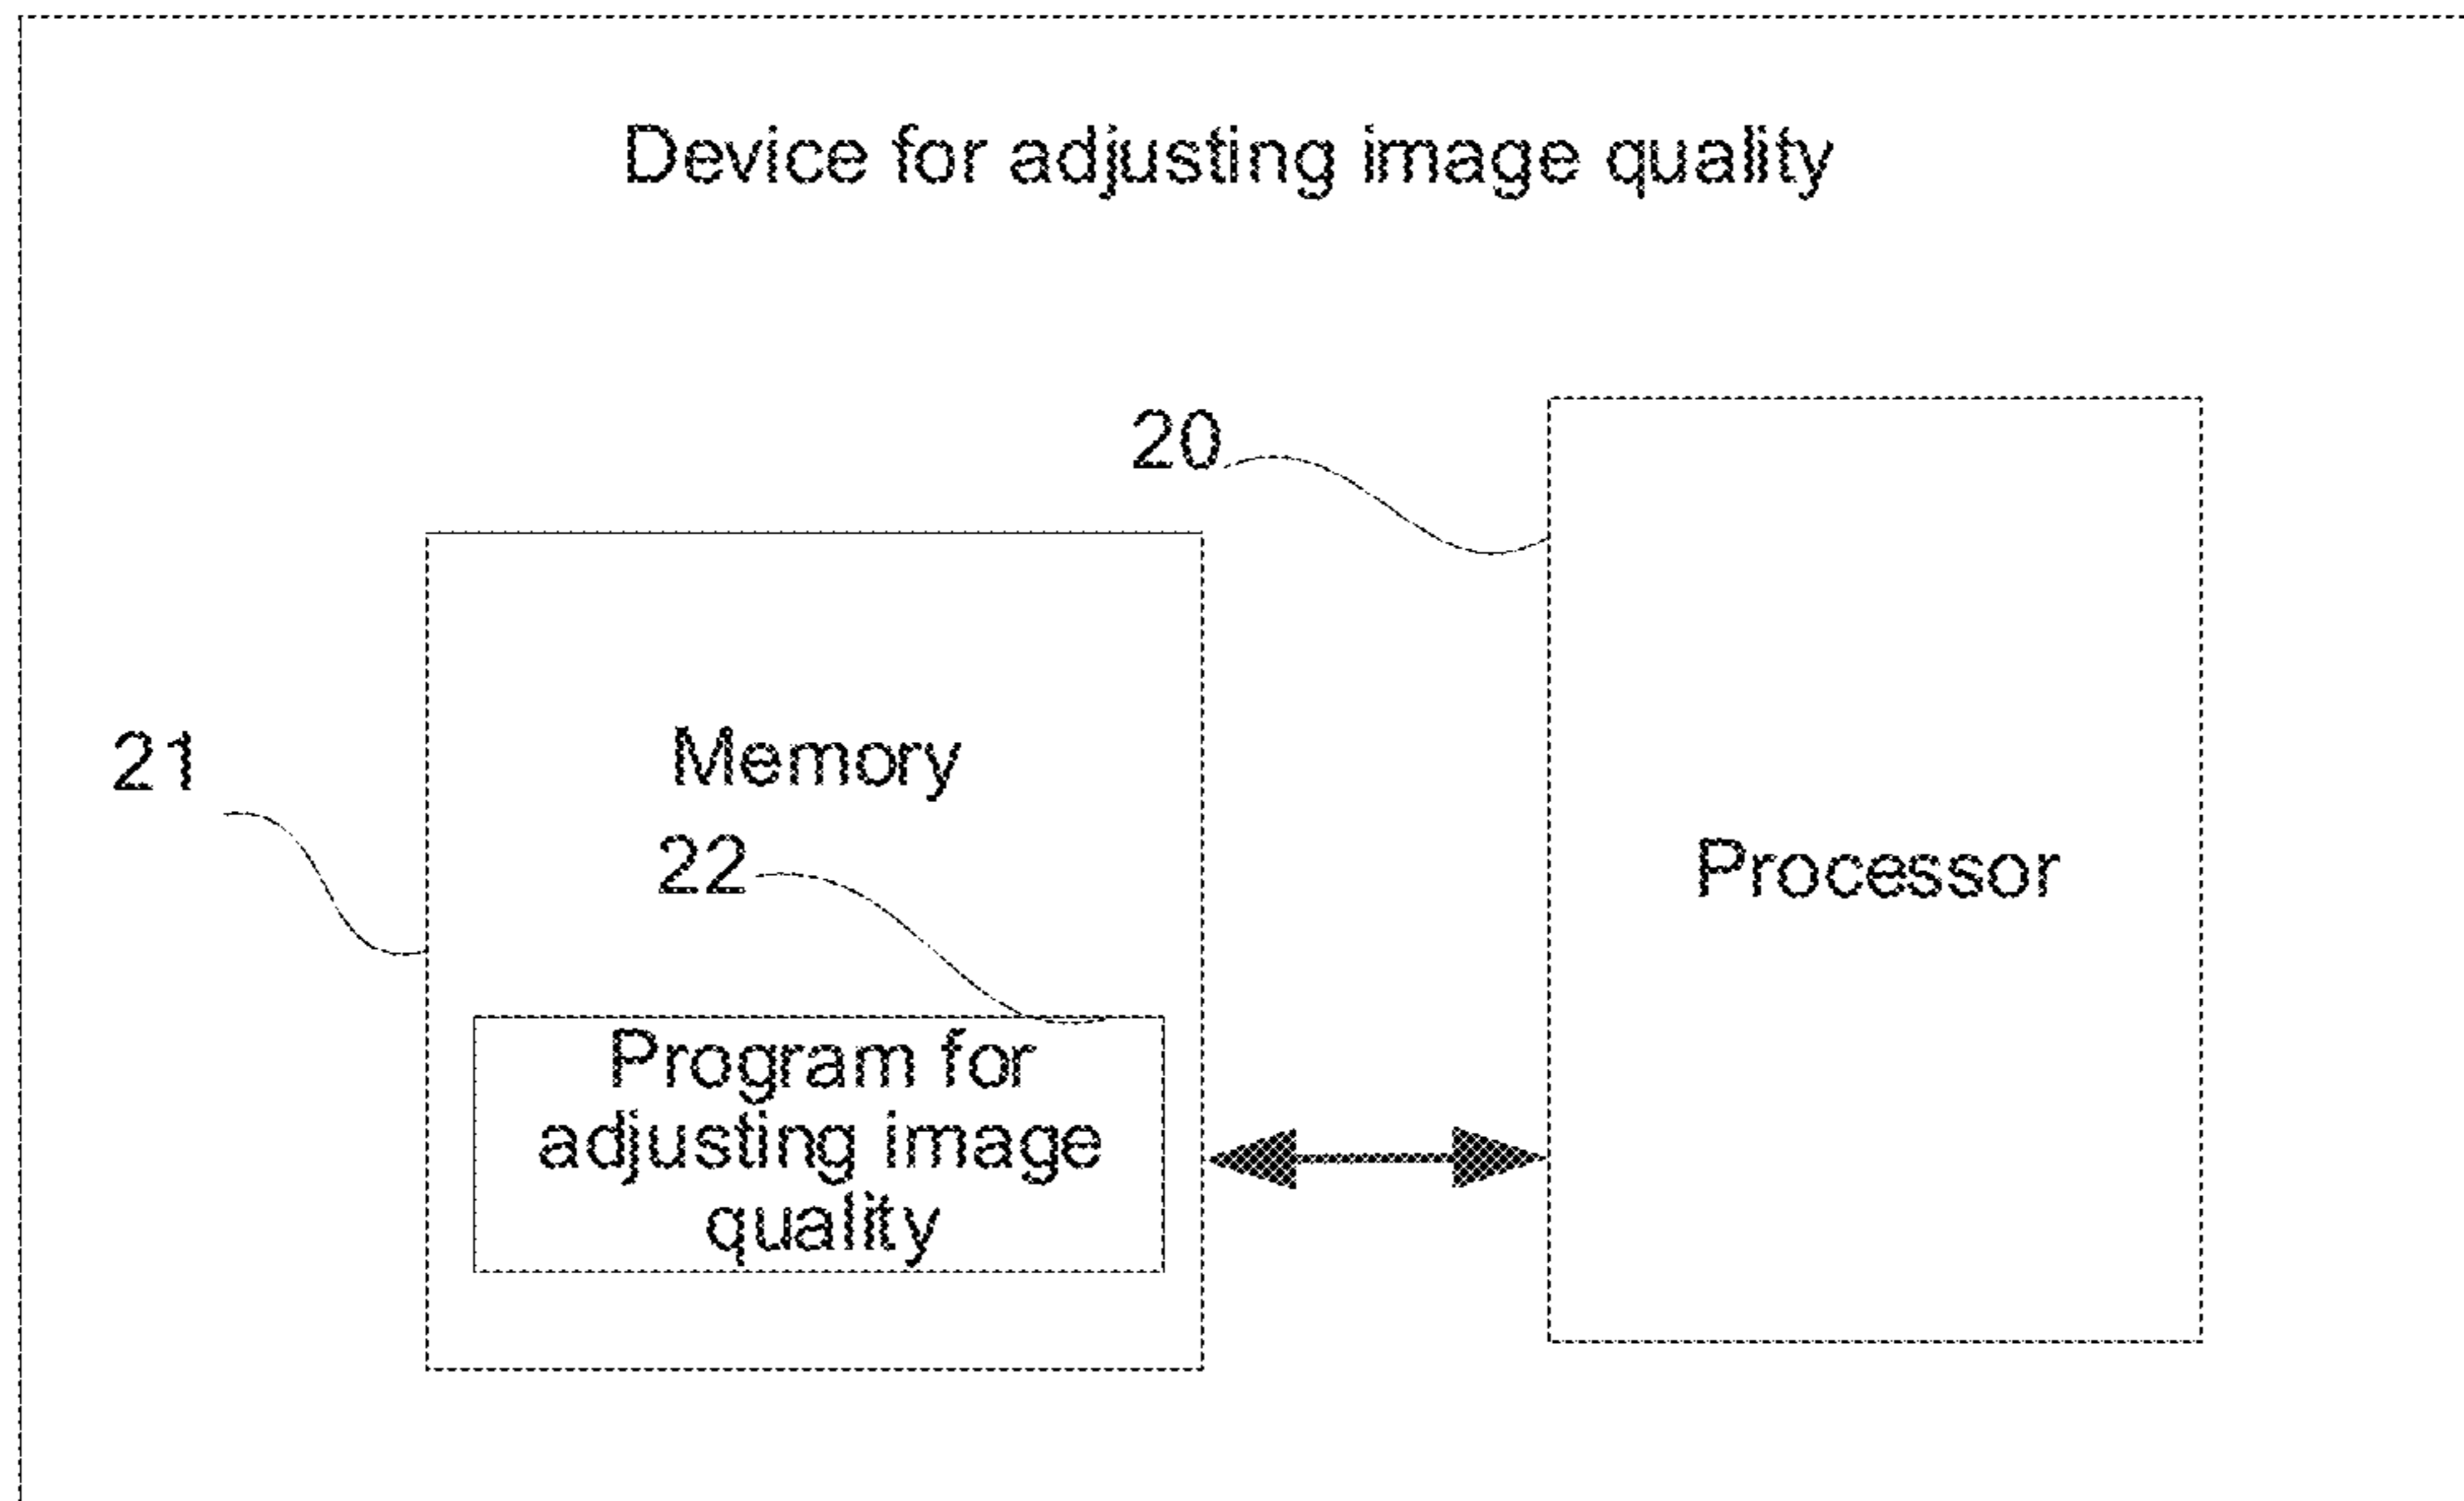 Device for adjusting image quality
20
21
Memory
22
Processor
Program for
adjusting image
quality